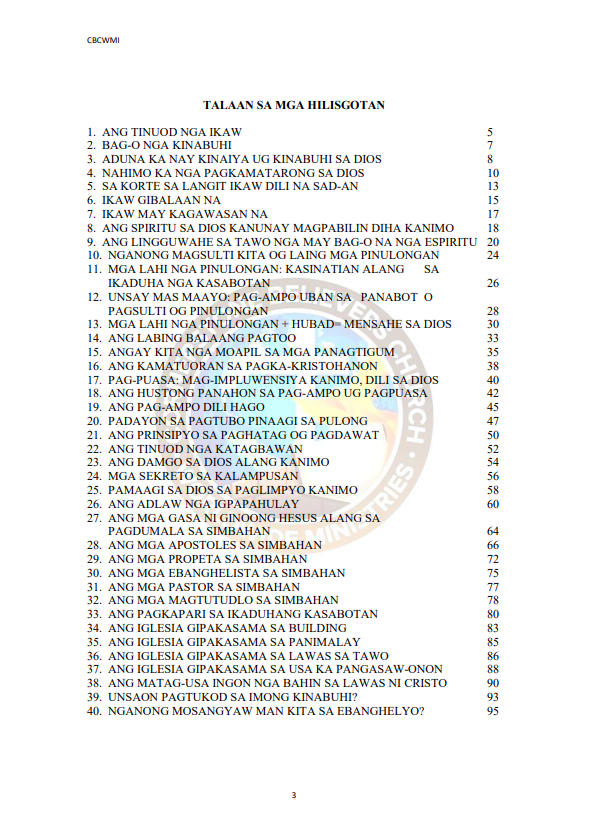 CBCWMI
TALAAN SA MGA HILISGOTAN
1. ANG TINUOD NGA IKAW 5
2. BAG-O NGA KINABUHI 7
3. ADUNA KA NAY KINAIYA UG KINABUHI SA DIOS 8
4. NAHIMO KA NGA PAGKAMATARONG SA DIOS 10
5. SA KORTE SA LANGIT IKAW DILI NA SAD-AN 13
6. IKAW GIBALAAN NA 15
7. IKAW MAY KAGAWASAN NA 17
8. ANG SPIRITU SA DIOS KANUNAY MAGPABILIN DIHA KANIMO 18
9. ANG LINGGUWAHE SA TAWO NGA MAY BAG-O NA NGA ESPIRITU 20
10. NGANONG MAGSULTI KITA OG LAING MGA PINULONGAN 24
11. MGA LAHI NGA PINULONGAN: KASINATIAN ALANG SA
IKADUHA NGA KASABOTAN 26
12. UNSAY MAS MAAYO: PAG-AMPO UBAN SA PANABOT O
PAGSULTI OG PINULONGAN 28
13. MGA LAHI NGA PINULONGAN + HUBAD= MENSAHE SA DIOS 30
14. ANG LABING BALAANG PAGTOO 33
15. ANGAY KITA NGA MOAPIL SA MGA PANAGTIGUM 35
16. ANG KAMATUORAN SA PAGKA-KRISTOHANON 38
17. PAG-PUASA: MAG-IMPLUWENSIYA KANIMO, DILI SA DIOS 40
18. ANG HUSTONG PANAHON SA PAG-AMPO UG PAGPUASA 42
19. ANG PAG-AMPO DILI HAGO 45
20. PADAYON SA PAGTUBO PINAAGI SA PULONG 47
21. ANG PRINSIPYO SA PAGHATAG OG PAGDAWAT 50
22. ANG TINUOD NGA KATAGBAWAN 52
23. ANG DAMGO SA DIOS ALANG KANIMO 54
24. MGA SEKRETO SA KALAMPUSAN 56
25. PAMAAGI SA DIOS SA PAGLIMPYO KANIMO 58
26. ANG ADLAW NGA IGPAPAHULAY 60
27. ANG MGA GASA NI GINOONG HESUS ALANG SA
PAGDUMALA SA SIMBAHAN 64
28. ANG MGA APOSTOLES SA SIMBAHAN 66
29. ANG MGA PROPETA SA SIMBAHAN 72
30. ANG MGA EBANGHELISTA SA SIMBAHAN 75
31. ANG MGA PASTOR SA SIMBAHAN 77
32. ANG MGA MAGTUTUDLO SA SIMBAHAN 78
33. ANG PAGKAPARI SA IKADUHANG KASABOTAN 80
34. ANG IGLESIA GIPAKASAMA SA BUILDING 83
35. ANG IGLESIA GIPAKASAMA SA PANIMALAY 85
36. ANG IGLESIA GIPAKASAMA SA LAWAS SA TAWO 86
37. ANG IGLESIA GIPAKASAMA SA USA KA PANGASAW-ONON 88
38. ANG MATAG-USA INGON NGA BAHIN SA LAWAS NI CRISTO 90
39. UNSAON PAGTUKOD SA IMONG KINABUHI? 93
40. NGANONG MOSANGYAW MAN KITA SA EBANGHELYO? 95
3